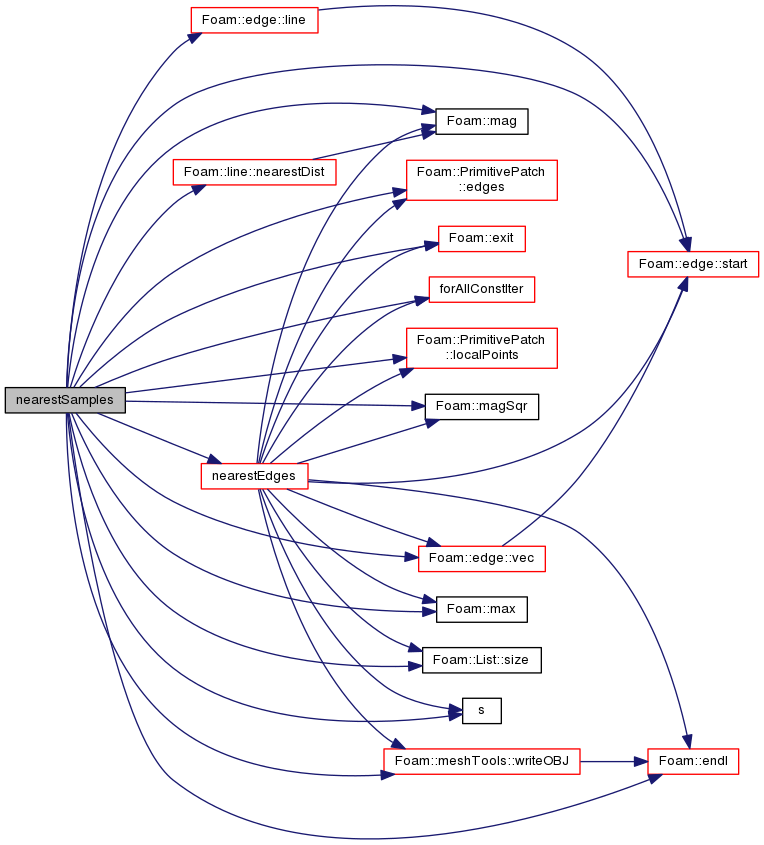 Foam::edge::line
Foam::mag
Foam::line::nearestDist
Foam::PrimitivePatch
::edges
Foam::exit
Foam::edge::start
forAllConstIter
Foam::PrimitivePatch
::localPoints
nearestSamples
Foam::magSqr
nearestEdges
Foam::edge::vec
Foam::max
Foam::List::size
s
Foam::meshTools::writeOBJ
Foam::endl